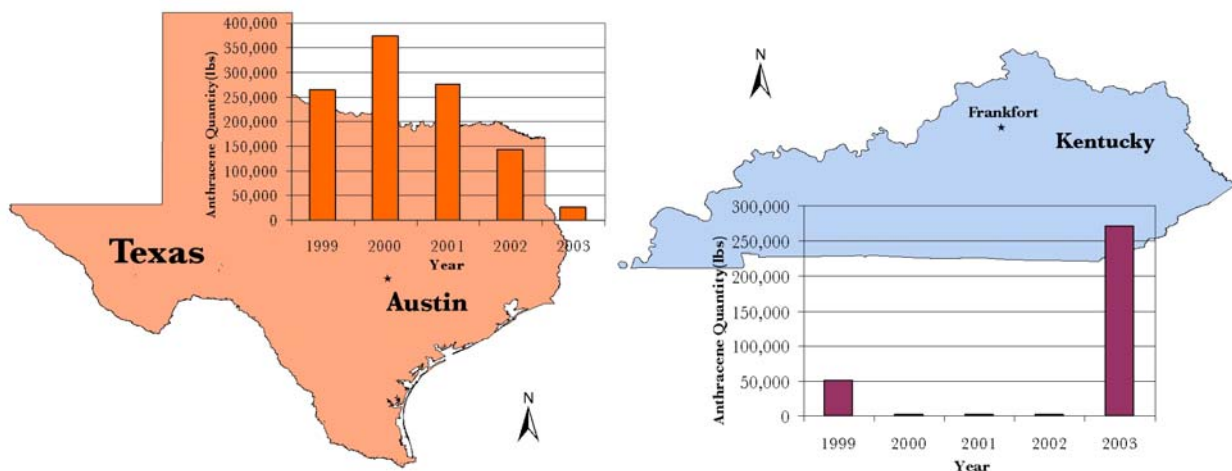 400,000
350,000
300,000
250,000
200,000
150,000
100,000
50,000
0
Anthracene Quantity(lbs)
1999 2000 2001 2002 2003
Year
Texas
Austin
N
N
Frankfort
Kentucky
300,000
250,000
200,000
150,000
100,000
50,000
0
Anthracene Quantity(lbs)
1999 2000 2001 2002 2003
Year